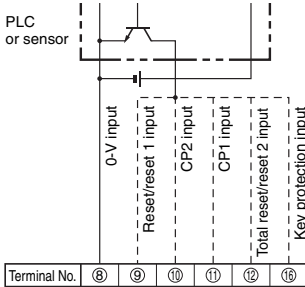 PLC
or sensor
0-V input
Reset/reset 1 input
CP2 input
CP1 input
Total reset/reset 2 input
Key protection input
Terminal No. ⑧ ⑨ ⑩ ⑪ ⑫ ⑯